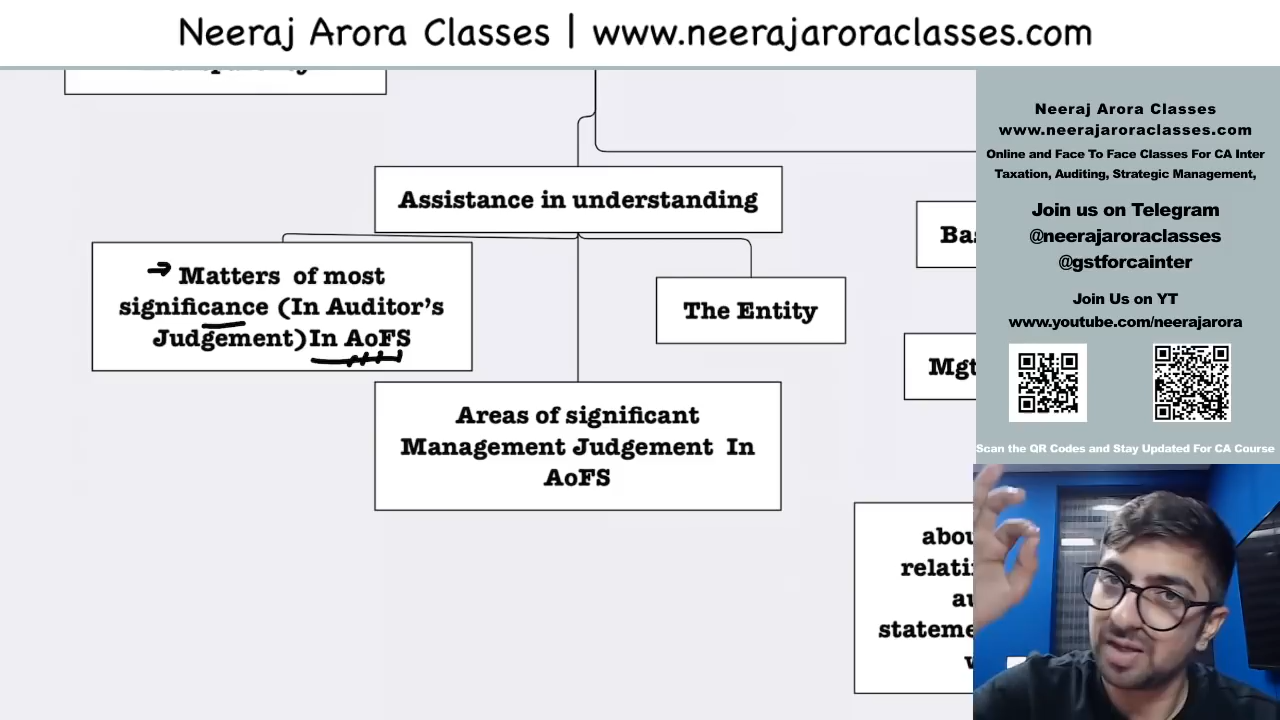 Neeraj Arora Classes | www.neerajaroraclasses.com
Assistance in understanding
Matters of most
significance (In Auditor's
Judgement)In AoFS
The Entity
Areas of significant
Management Judgement In
AoFS
Mgt
Neeraj Arora Classes
www.neerajaroraclasses.com
Online and Face To Face Classes For CA Inter
Taxation, Auditing, Strategic Management,
Join us on Telegram
@neerajaroraclasses
@gstforcainter
Join Us on YT
www.youtube.com/neerajarora
Scan the QR Codes and Stay Updated For CA Course